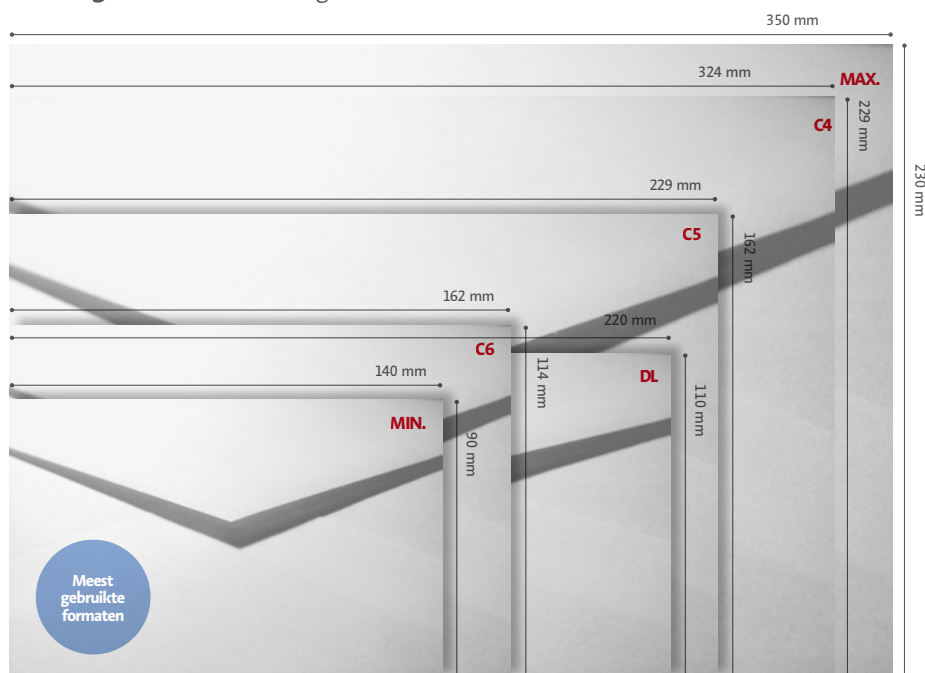 350 mm
324 mm
MAX.
C4
229 mm
230 mm
229 mm
C5
162 mm
162 mm
220 mm
C6
114 mm
DL
140 mm
110 mm
MIN.
90 mm
Meest
gebruikte
formaten